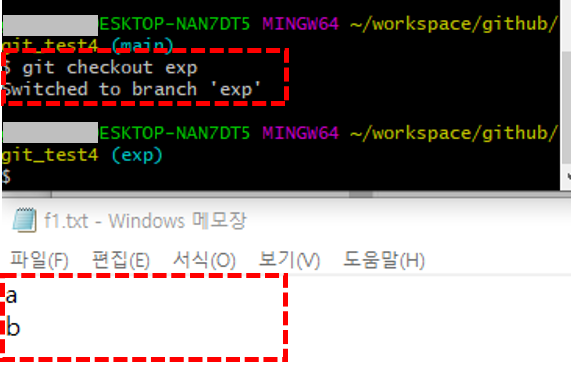 ESKTOP-NAN7DT5 MINGW64 ~/workspace/github/
git_test4 (main)
$ git checkout exp
Switched to branch 'exp'
ESKTOP-NAN7DT5 MINGW64 ~/workspace/github/
git_test4 (exp)
$
f1.txt - Windows 메모장
파일(F) 편집(E) 서식(O) 보기(V) 도움말(H)
a
b